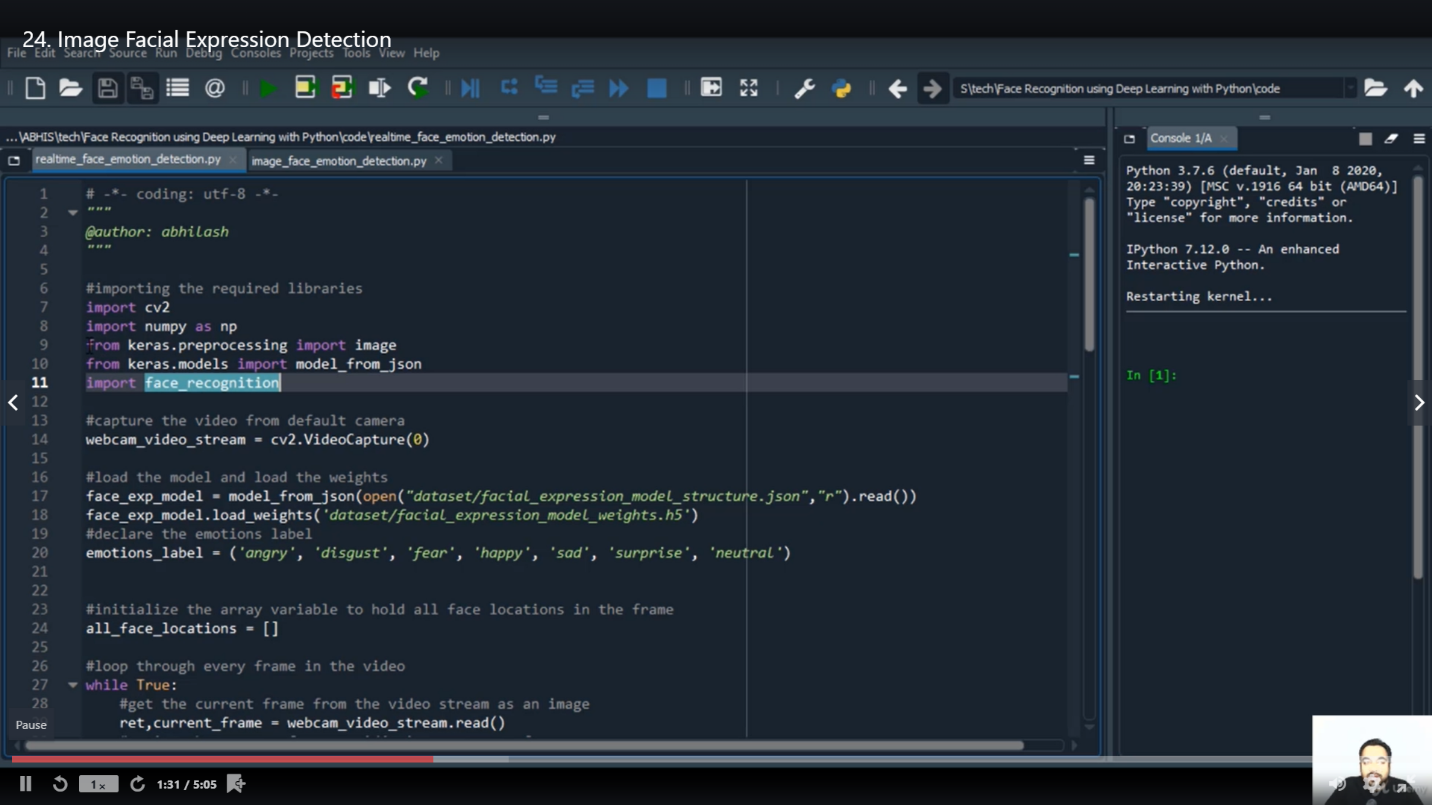 24. Image Facial Expression Detection
File Edit Search Source Run Debug Consoles Projects Tools View Help
S\tech\Face Recognition using Deep Learning with Python\code
...\ABHIS\tech\Face Recognition using Deep Learning with Python\code\realtime_face_emotion_detection.py
realtime_face_emotion_detection.py
image_face_emotion_detection.py
1 # -*- coding: utf-8 -*-
2 """
3 @author: abhilash
4 """
5
6 #importing the required libraries
7 import cv2
8 import numpy as np
9 from keras.preprocessing import image
10 from keras.models import model_from_json
11 import face_recognition
12
13 #capture the video from default camera
14 webcam_video_stream = cv2.VideoCapture(0)
15
16 #load the model and load the weights
17 face_exp_model = model_from_json(open("dataset/facial_expression_model_structure.json","r").read())
18 face_exp_model.load_weights('dataset/facial_expression_model_weights.h5')
19 #declare the emotions label
20 emotions_label = ('angry', 'disgust', 'fear', 'happy', 'sad', 'surprise', 'neutral')
21
22
23 #initialize the array variable to hold all face locations in the frame
24 all_face_locations = []
25
26 #loop through every frame in the video
27 while True:
28 #get the current frame from the video stream as an image
ret,current_frame = webcam_video_stream.read()
Console 1/A
Python 3.7.6 (default, Jan 8 2020,
20:23:39) [MSC v.1916 64 bit (AMD64)]
Type "copyright", "credits" or
"license" for more information.
IPython 7.12.0 -- An enhanced
Interactive Python.
Restarting kernel...
In [1]:
Pause
1x
1:31 / 5:05